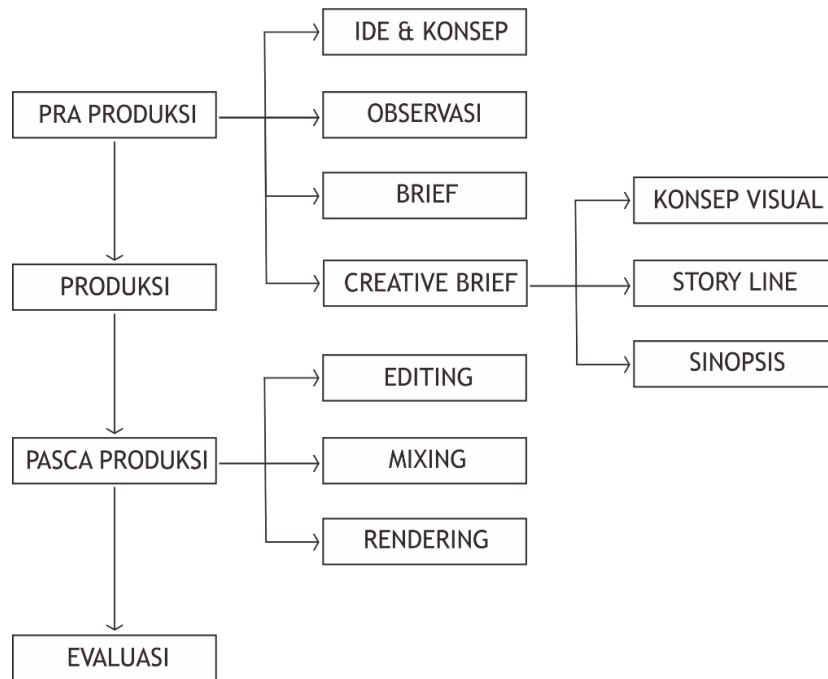 IDE & KONSEP
PRA PRODUKSI
OBSERVASI
BRIEF
KONSEP VISUAL
PRODUKSI
CREATIVE BRIEF
STORY LINE
SINOPSIS
EDITING
PASCA PRODUKSI
MIXING
RENDERING
EVALUASI